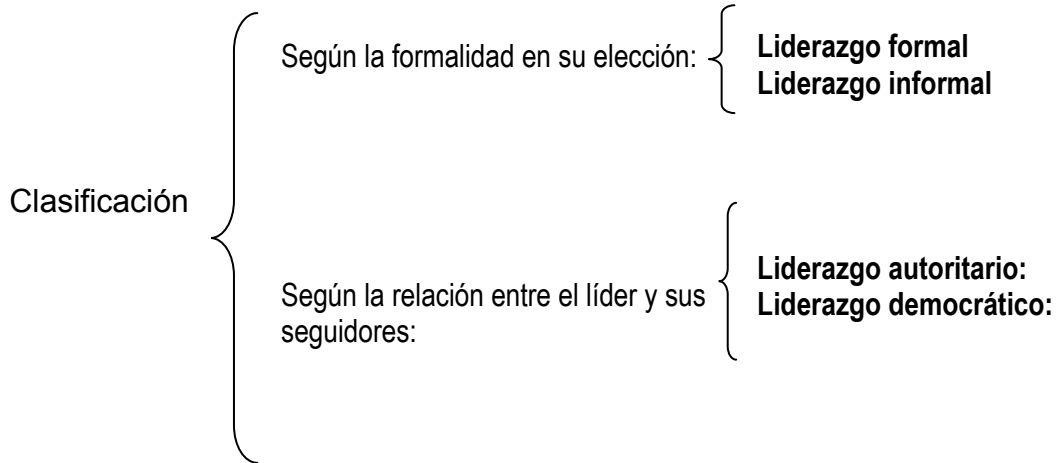 Según la formalidad en su elección:
Liderazgo formal
Liderazgo informal
Clasificación
Según la relación entre el líder y sus
seguidores:
Liderazgo autoritario:
Liderazgo democrático: